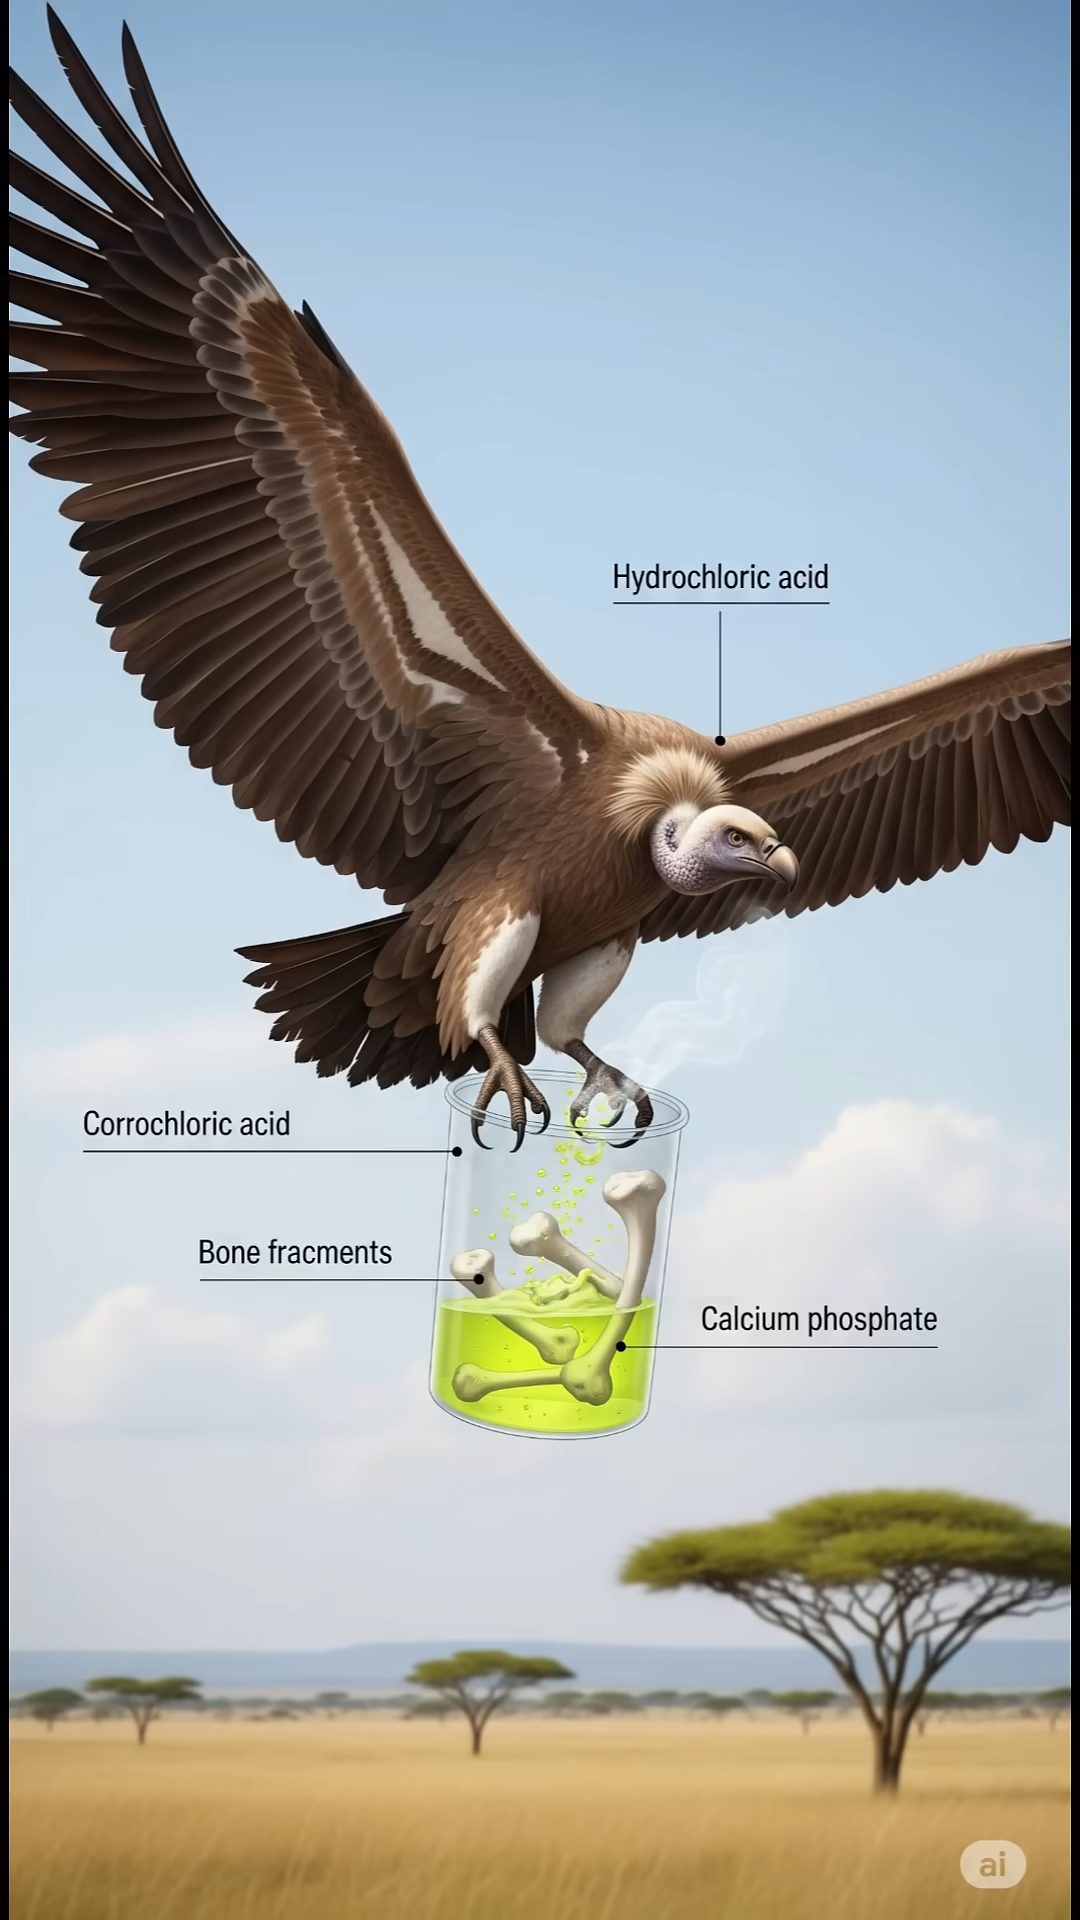 Hydrochloric acid
Corrochloric acid
Bone fracments
Calcium phosphate
ai